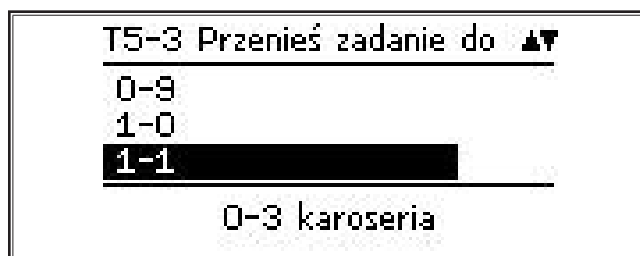 T5-3 Przenieś zadanie do ▲▼
0-9
1-0
1-1
0-3 karoseria